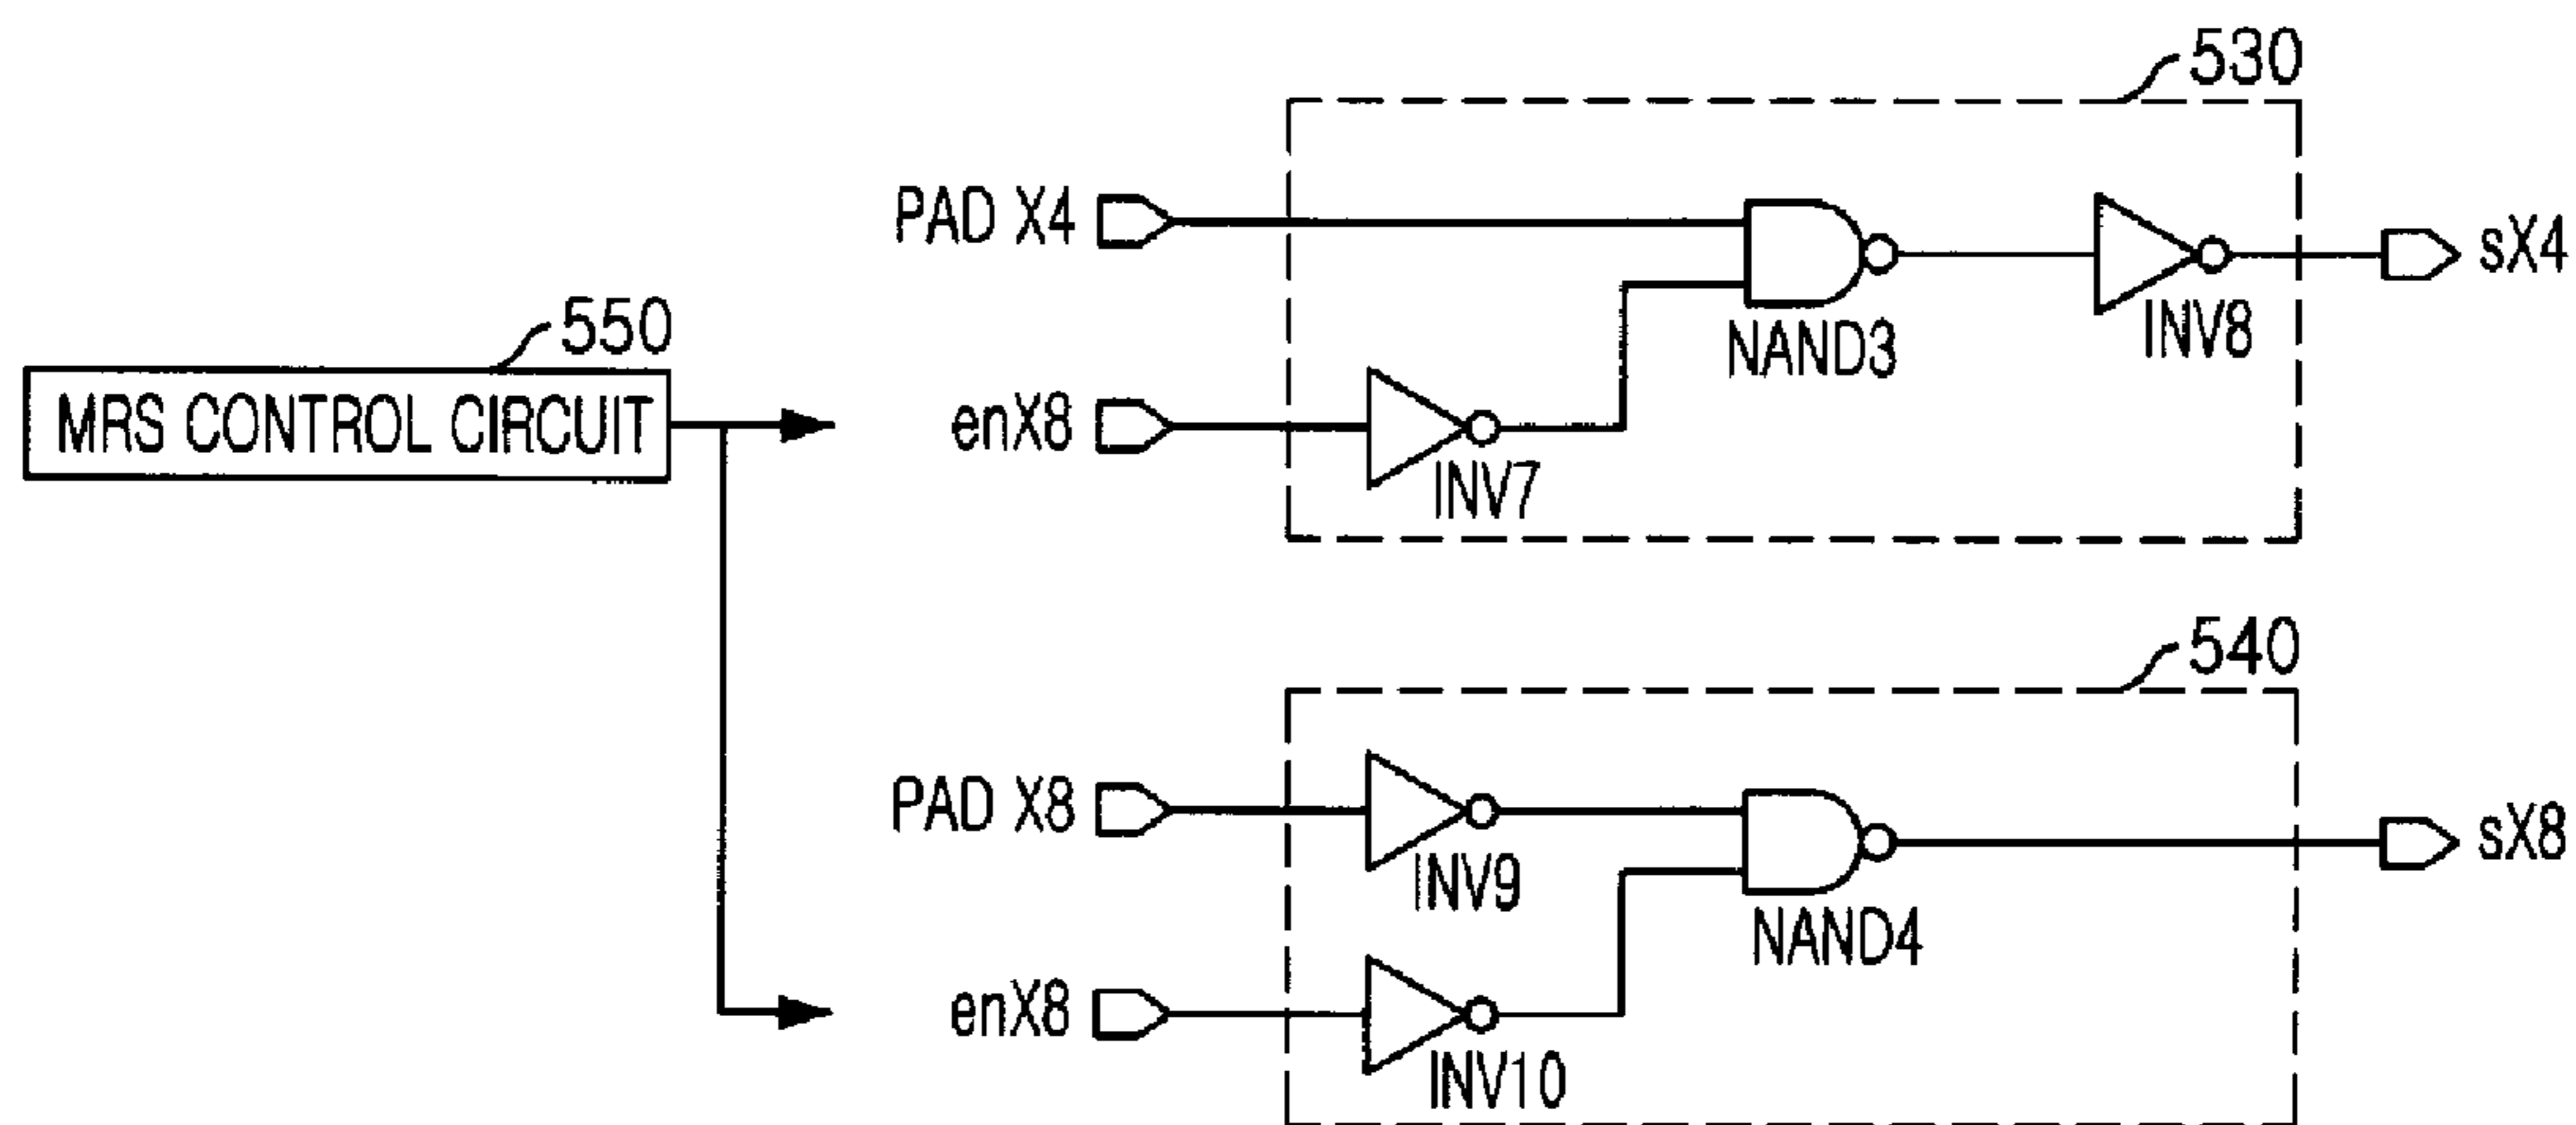 530
PAD X4
sX4
NAND3
INV8
550
MRS CONTROL CIRCUIT
enX8
INV7
540
PAD X8
sX8
INV9
NAND4
enX8
INV10